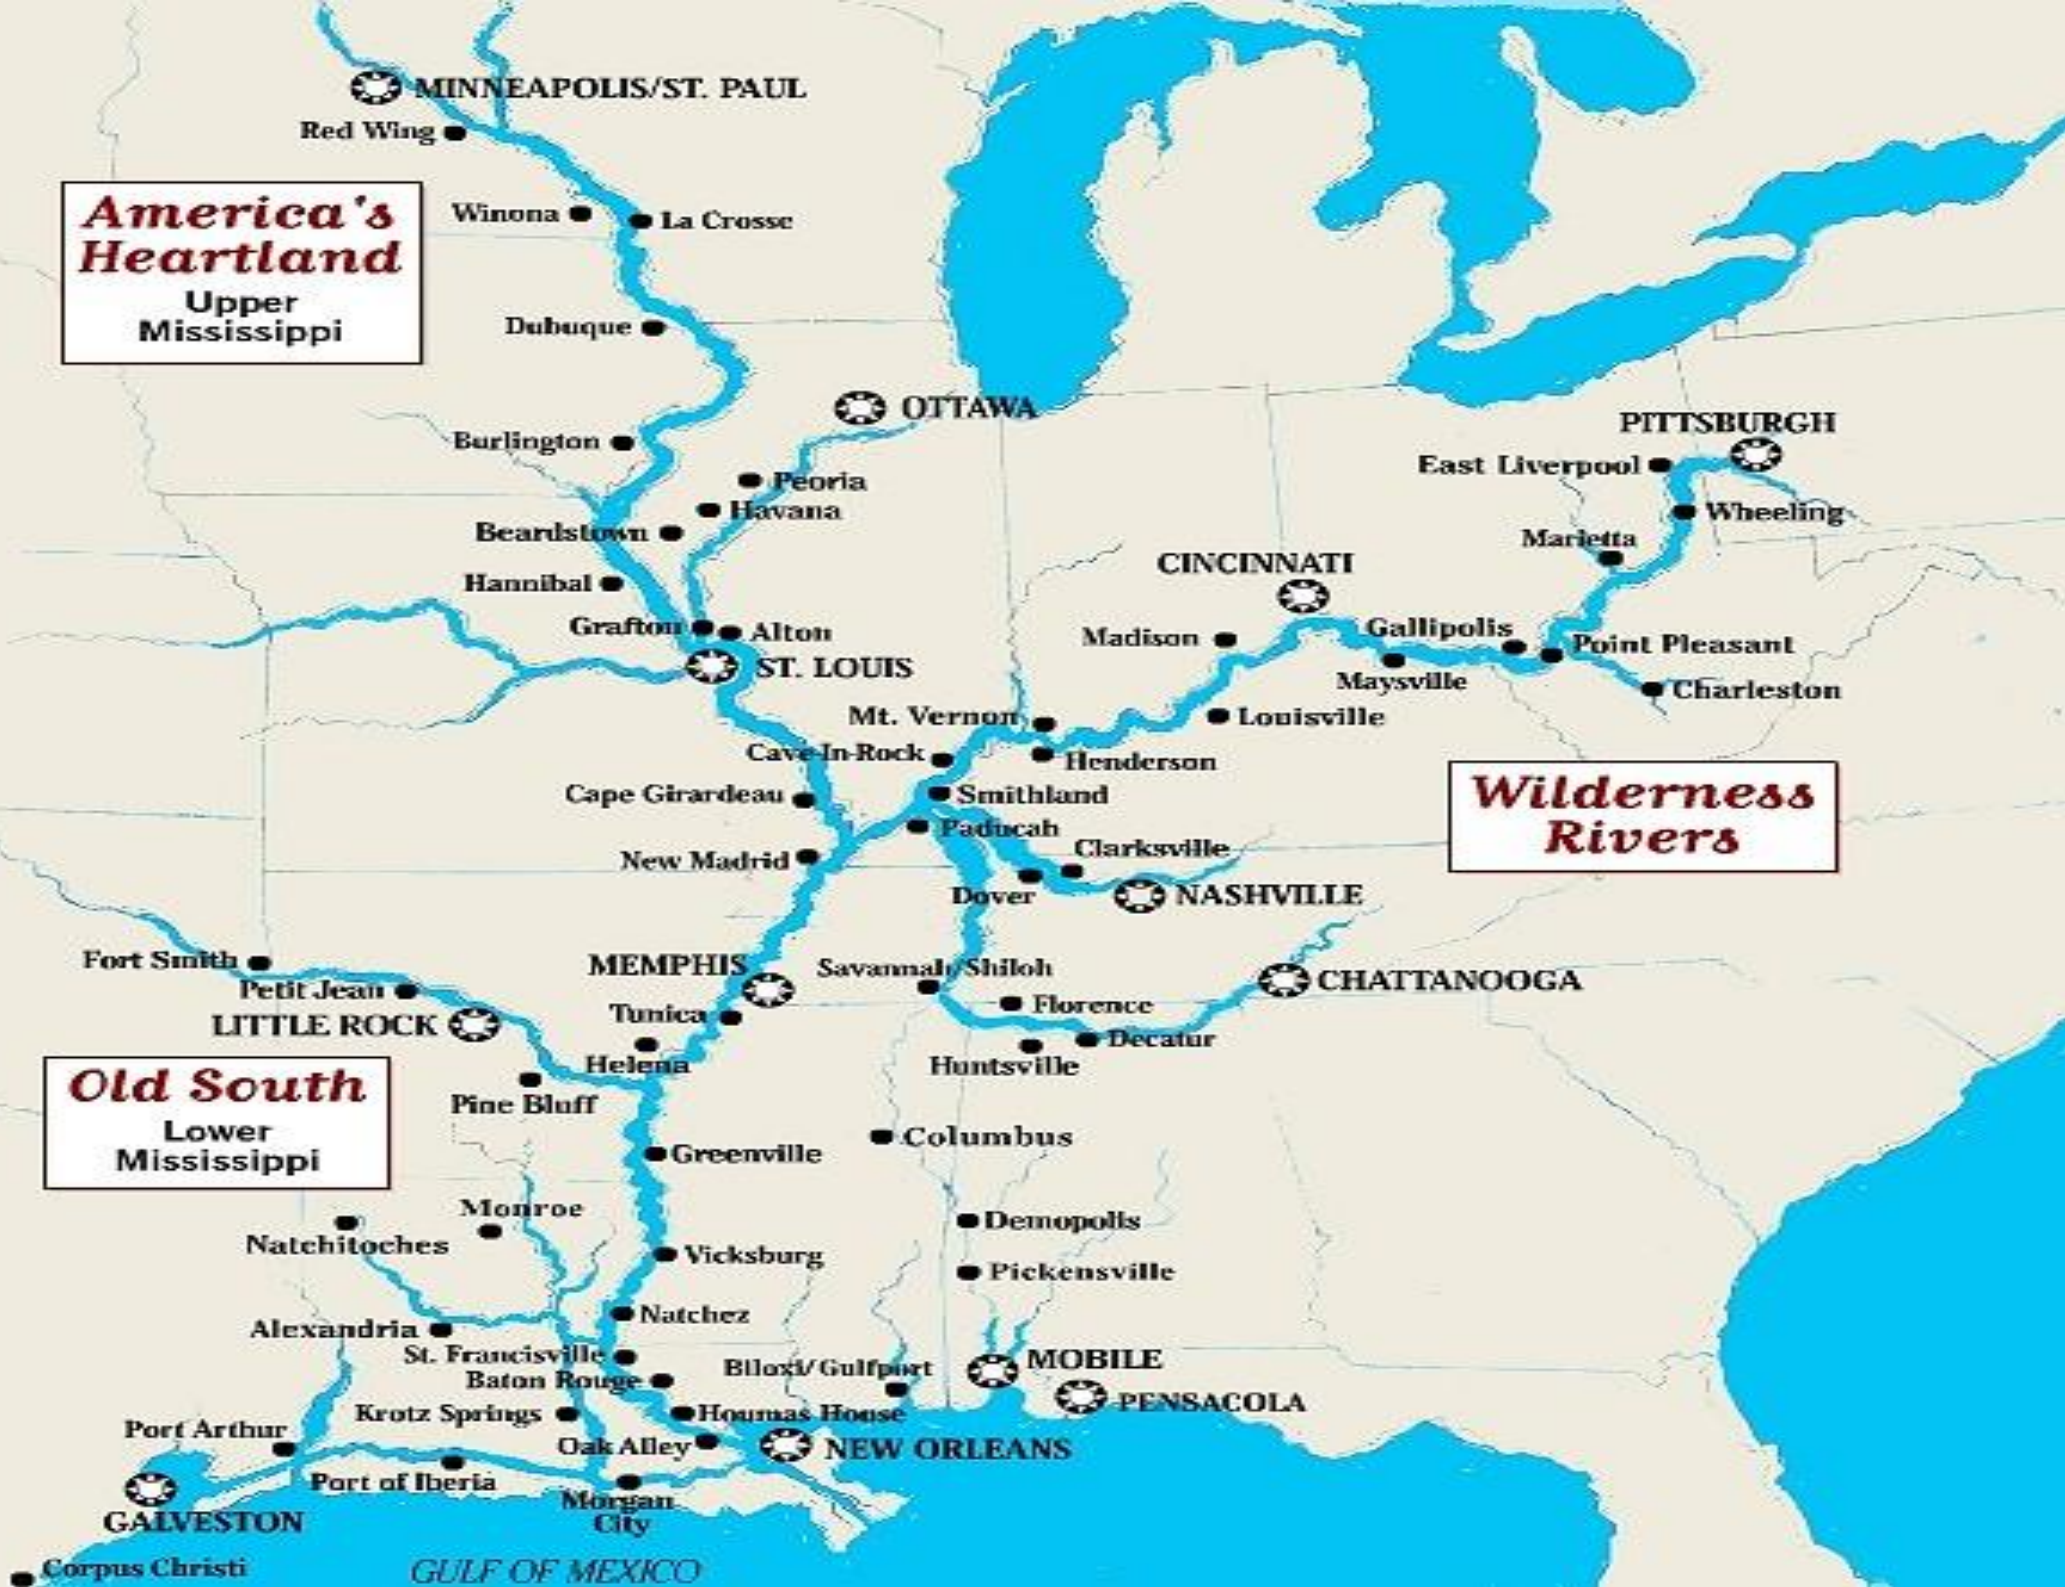 MINNEAPOLIS/ST. PAUL
Red Wing
America's
Heartland
Upper
Mississippi
Winona
La Crosse
Dubuque
OTTAWA
Burlington
Peoria
Havana
Beardstown
Hannibal
Grafton
Alton
ST. LOUIS
PITTSBURGH
East Liverpool
Wheeling
Marietta
CINCINNATI
Madison
Gallipolis
Point Pleasant
Maysville
Charleston
Mt. Vernon
Louisville
Cave-In-Rock
Henderson
Cape Girardeau
Smithland
Paducah
New Madrid
Clarksville
Dover
NASHVILLE
Wilderness
Rivers
Fort Smith
Petit Jean
LITTLE ROCK
MEMPHIS
Savannah/Shiloh
CHATTANOOGA
Tunica
Florence
Decatur
Helena
Huntsville
Pine Bluff
Old South
Lower
Mississippi
Columbus
Greenville
Monroe
Natchitoches
Demopolis
Vicksburg
Pickensville
Natchez
Alexandria
St. Francisville
Biloxi/Gulfport
MOBILE
Baton Rouge
PENSACOLA
Krotz Springs
Houmas House
Port Arthur
Oak Alley
NEW ORLEANS
Port of Iberia
Morgan
City
GALVESTON
Corpus Christi
GULF OF MEXICO